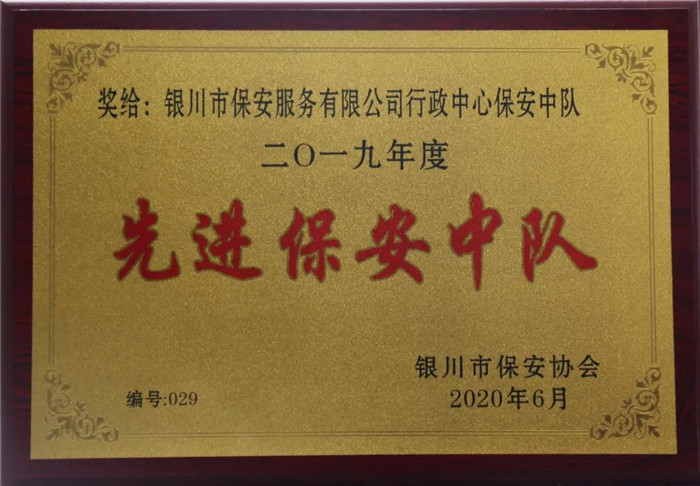 奖给：银川市保安服务有限公司行政中心保安中队
二〇一九年度
先进保安中队
银川市保安协会
编号:029
2020年6月